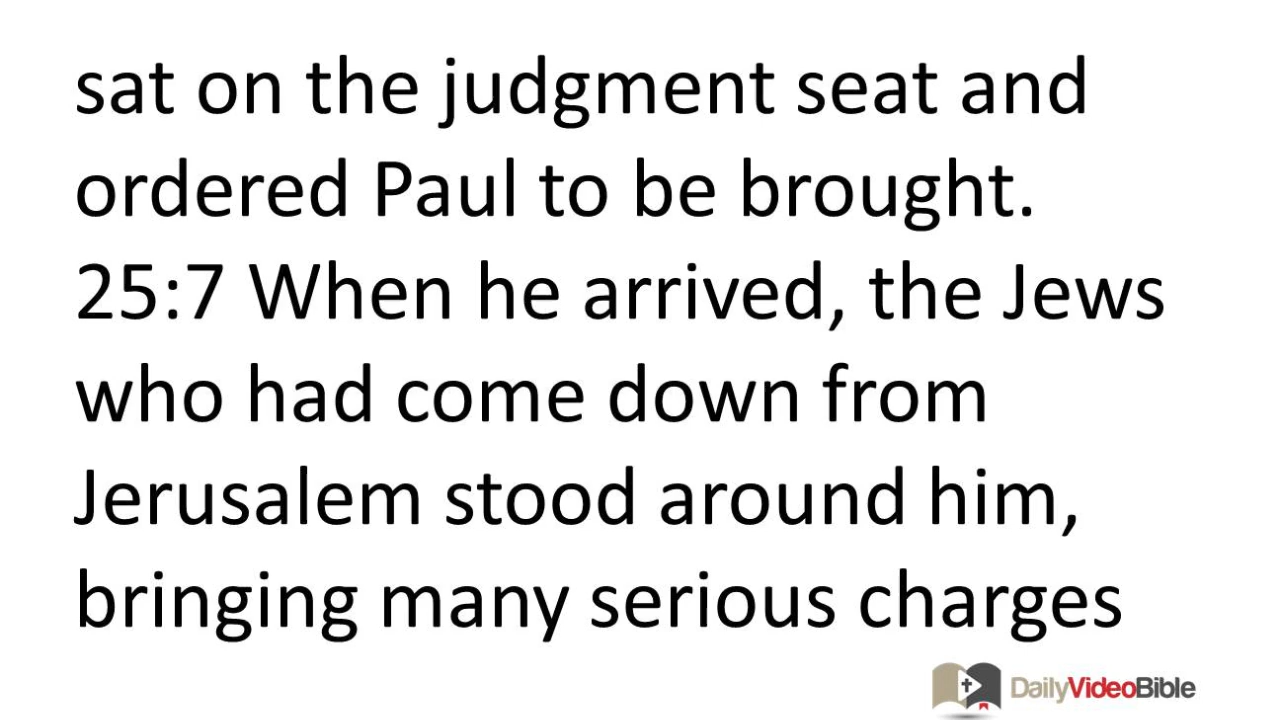 sat on the judgment seat and
ordered Paul to be brought.
25:7 When he arrived, the Jews
who had come down from
Jerusalem stood around him,
bringing many serious charges
DailyVideoBible